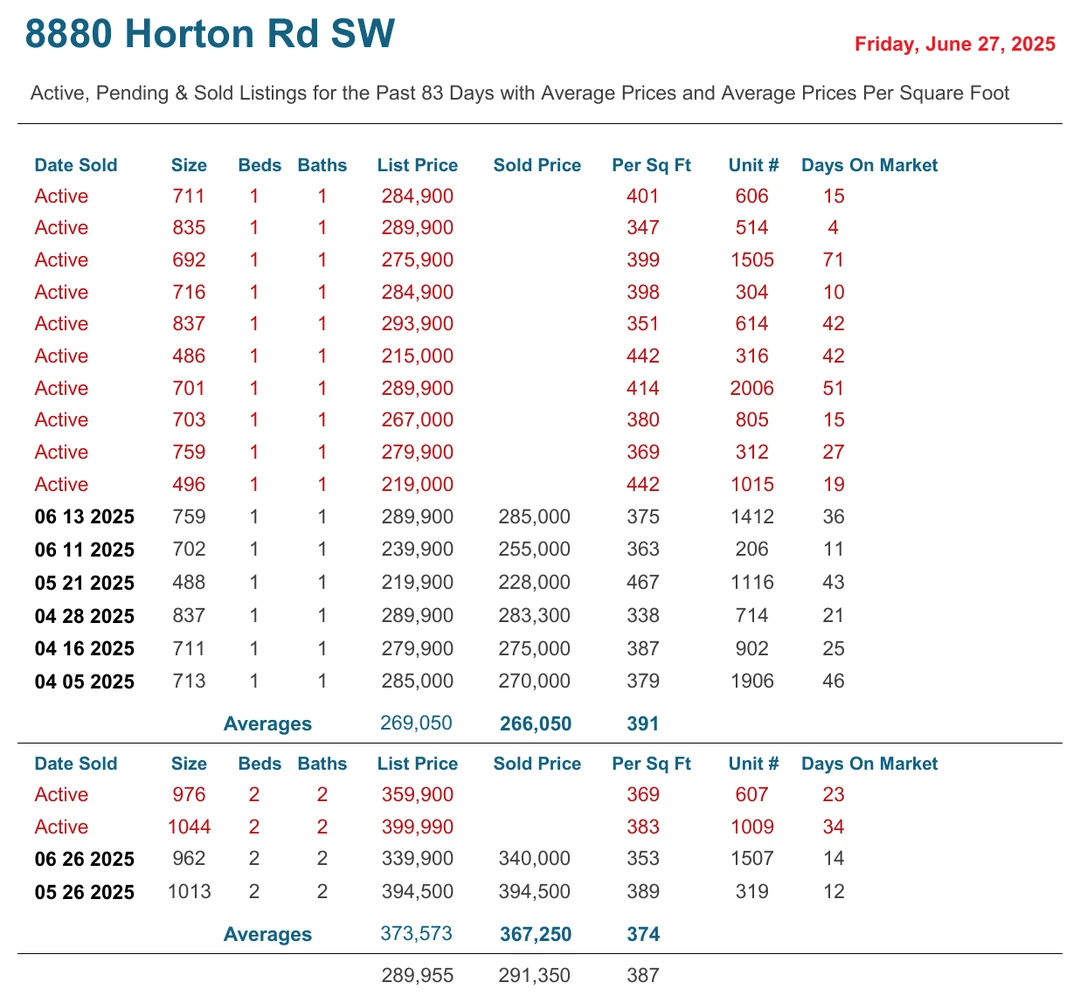 8880 Horton Rd SW
Friday, June 27, 2025
Active, Pending & Sold Listings for the Past 83 Days with Average Prices and Average Prices Per Square Foot
Date Sold Size Beds Baths List Price Sold Price Per Sq Ft Unit # Days On Market
Active 711 1 1 284,900 401 606 15
Active 835 1 1 289,900 347 514 4
Active 692 1 1 275,900 399 1505 71
Active 716 1 1 284,900 398 304 10
Active 837 1 1 293,900 351 614 42
Active 486 1 1 215,000 442 316 42
Active 701 1 1 289,900 414 2006 51
Active 703 1 1 267,000 380 805 15
Active 759 1 1 279,900 369 312 27
Active 496 1 1 219,000 442 1015 19
06 13 2025 759 1 1 289,900 285,000 375 1412 36
06 11 2025 702 1 1 239,900 255,000 363 206 11
05 21 2025 488 1 1 219,900 228,000 467 1116 43
04 28 2025 837 1 1 289,900 283,300 338 714 21
04 16 2025 711 1 1 279,900 275,000 387 902 25
04 05 2025 713 1 1 285,000 270,000 379 1906 46
Averages 269,050 266,050 391
Date Sold Size Beds Baths List Price Sold Price Per Sq Ft Unit # Days On Market
Active 976 2 2 359,900 369 607 23
Active 1044 2 2 399,990 383 1009 34
06 26 2025 962 2 2 339,900 340,000 353 1507 14
05 26 2025 1013 2 2 394,500 394,500 389 319 12
Averages 373,573 367,250 374
289,955 291,350 387